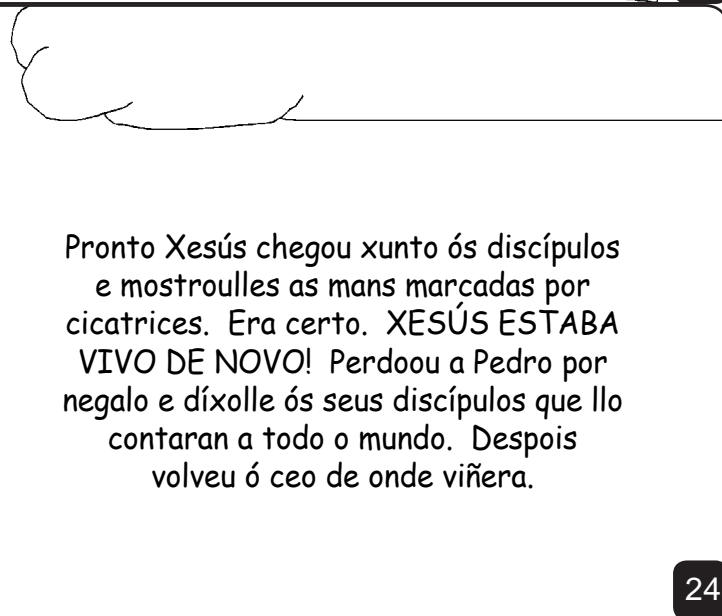 Pronto Xesús chegou xunto ós discípulos
e mostroulles as mans marcadas por
cicatrices.  Era certo.  XESÚS ESTABA
VIVO DE NOVO!  Perdoou a Pedro por
negalo e díxolle ós seus discípulos que llo
contaran a todo o mundo.  Despois
volveu ó ceo de onde viñera.
24